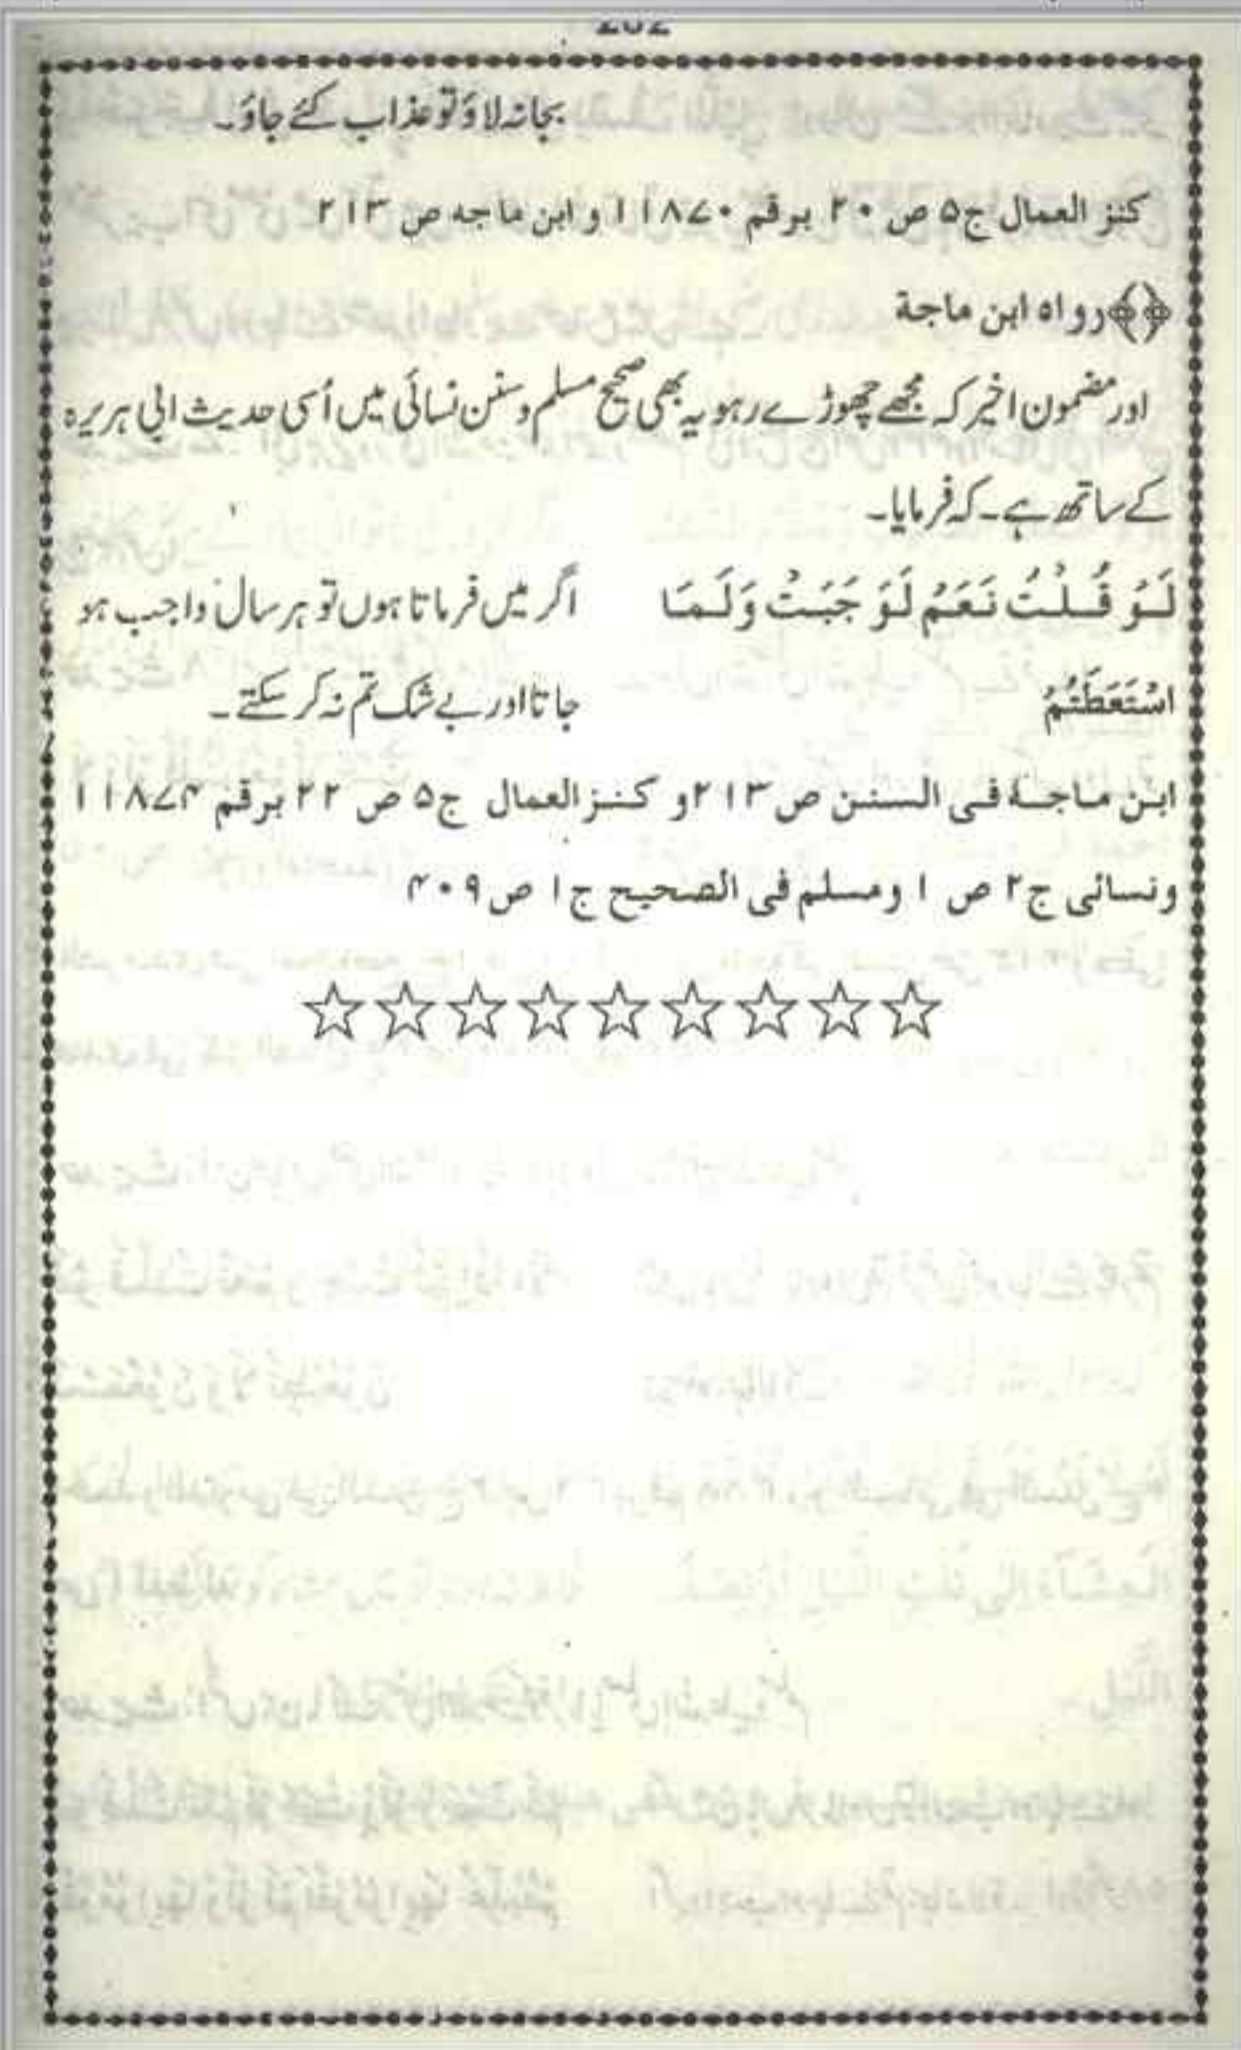 بجا نہ لاؤ تو عذاب کئے جاؤ۔
کنز العمال ج۵ ص ۲۰ برقم ۱۱۸۷۰ و ابن ماجه ص ۲۱۳
﴿﴾رواه ابن ماجة
اور مضمون اخیر کہ مجھے چھوڑے رہو یہ بھی صحیح مسلم و سنن نسائی میں اُسی حدیث ابی ہریرہ
کے ساتھ ہے۔ کہ فرمایا۔
لَوْ قُلْتُ نَعَمْ لَوَجَبَتْ وَلَمَا اگر میں فرماتا ہوں تو ہر سال واجب ہو
اسْتَعَطَتُمْ جاتا اور بے شک تم نہ کر سکتے۔
ابن ماجة فى السنن ص ۲۱۳ و کنز العمال ج۵ ص ۲۲ برقم ۱۱۸۷۴
ونسائی ج۲ ص ۱ ومسلم فی الصحیح ج۱ ص ۴۰۹